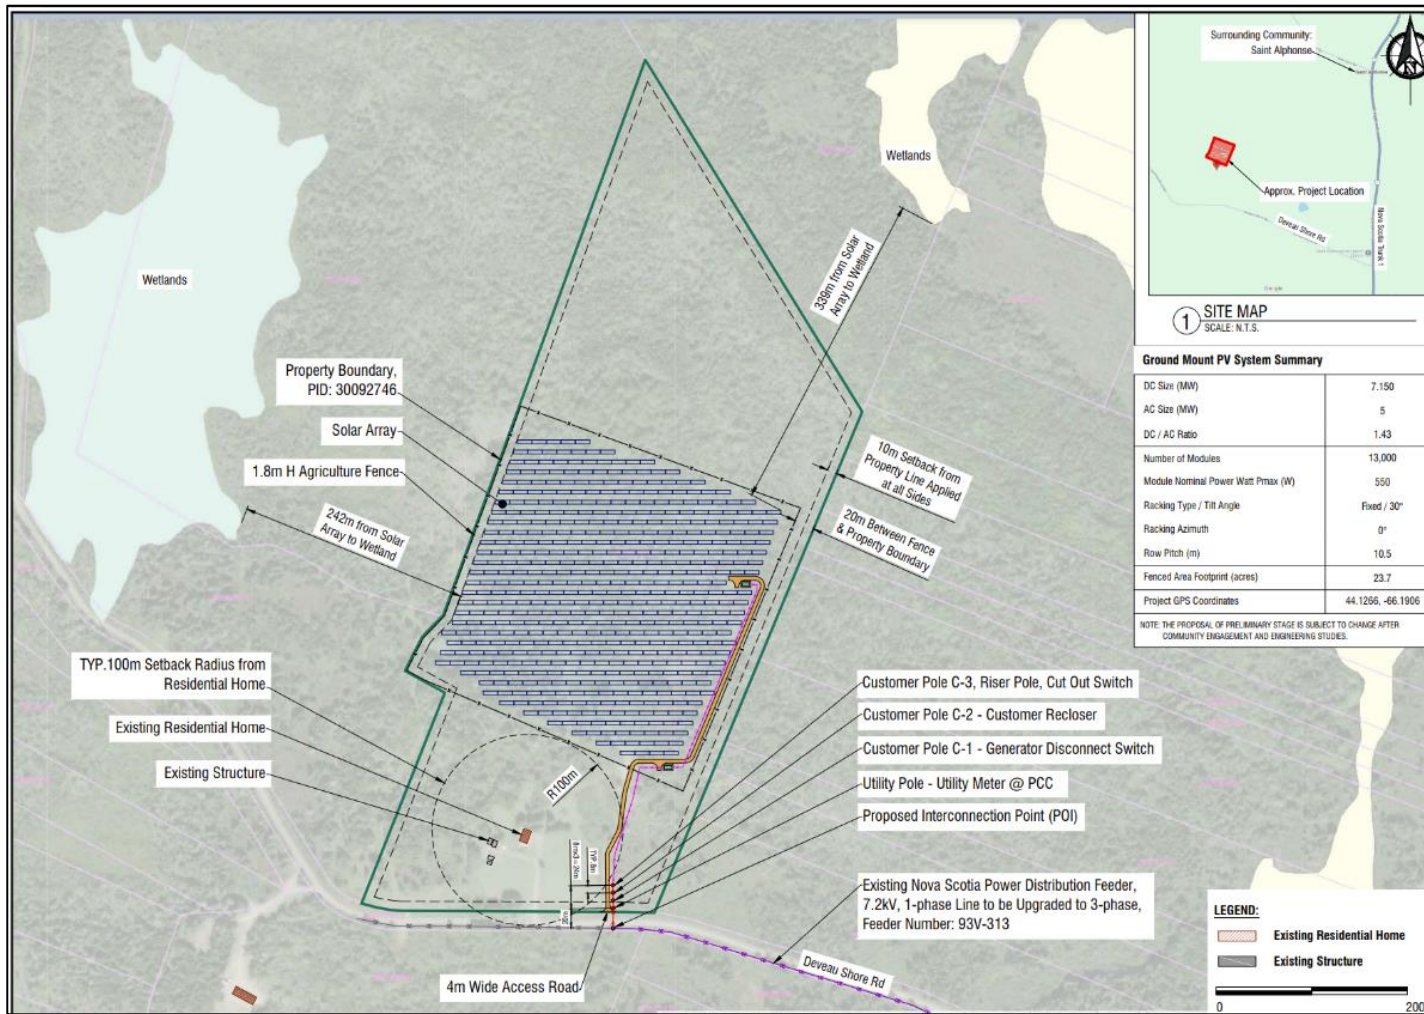 Surrounding Community:
Saint Alphonse
N
Approx. Project Location
Deveau Shore Rd
Nova Scotia Trunk 1
1
SITE MAP
SCALE: N.T.S.
Ground Mount PV System Summary
DC Size (MW) 7.150
AC Size (MW) 5
DC / AC Ratio 1.43
Number of Modules 13,000
Module Nominal Power Watt Pmax (W) 550
Racking Type / Tilt Angle Fixed / 30°
Racking Azimuth 0°
Row Pitch (m) 10.5
Fenced Area Footprint (acres) 23.7
Project GPS Coordinates 44.1266, -66.1906
NOTE: THE PROPOSAL OF PRELIMINARY STAGE IS SUBJECT TO CHANGE AFTER
COMMUNITY ENGAGEMENT AND ENGINEERING STUDIES.
Wetlands
Wetlands
339m from Solar
Array to Wetland
Property Boundary,
PID: 30092746
Solar Array
1.8m H Agriculture Fence
242m from Solar
Array to Wetland
10m Setback from
Property Line Applied
at all Sides
20m Between Fence
& Property Boundary
TYP.100m Setback Radius from
Residential Home
Existing Residential Home
Existing Structure
R100m
TYP.8m
20m
Customer Pole C-3, Riser Pole, Cut Out Switch
Customer Pole C-2 - Customer Recloser
Customer Pole C-1 - Generator Disconnect Switch
Utility Pole - Utility Meter @ PCC
Proposed Interconnection Point (POI)
Existing Nova Scotia Power Distribution Feeder,
7.2kV, 1-phase Line to be Upgraded to 3-phase,
Feeder Number: 93V-313
4m Wide Access Road
Deveau Shore Rd
LEGEND:
Existing Residential Home
Existing Structure
0 200